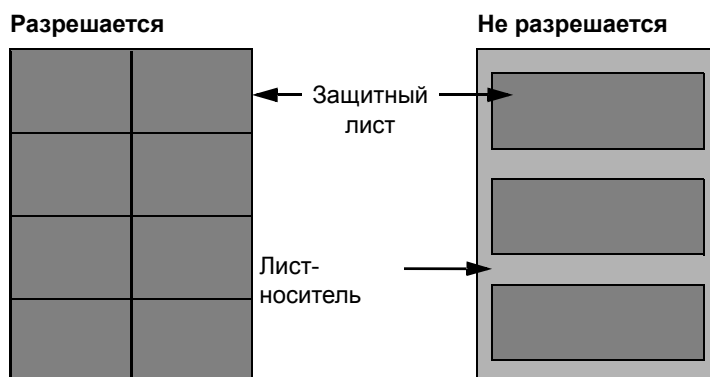 Разрешается
Не разрешается
Защитный
лист
Лист-
носитель